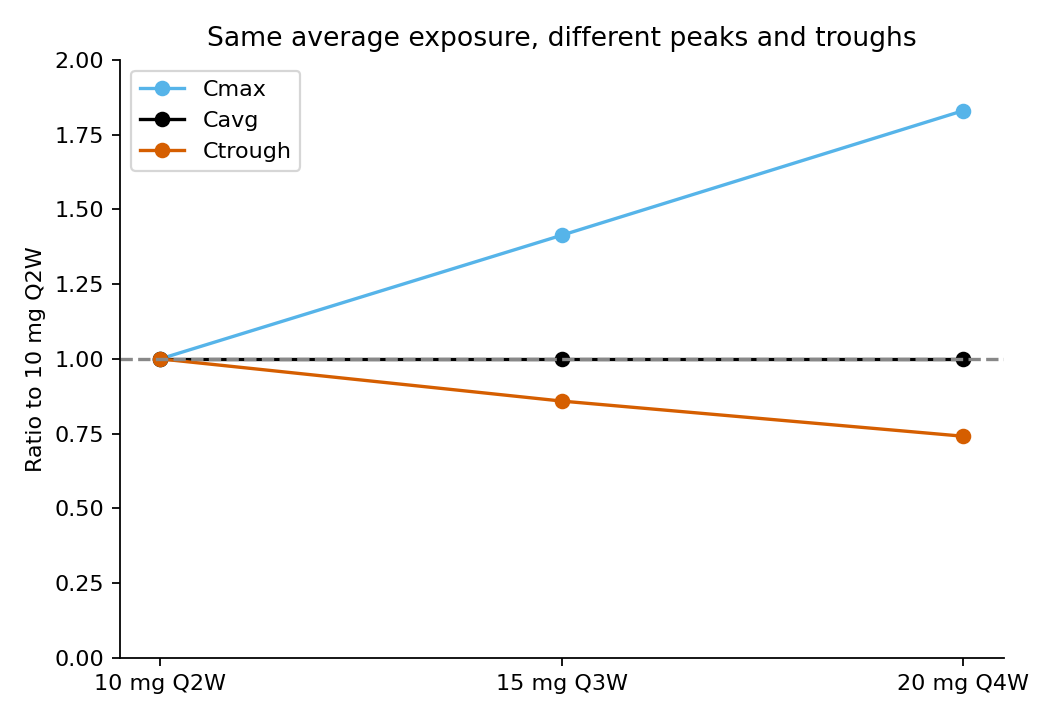 Same average exposure, different peaks and troughs
Cmax
Cavg
Ctrough
Ratio to 10 mg Q2W
2.00
1.75
1.50
1.25
1.00
0.75
0.50
0.25
0.00
10 mg Q2W
15 mg Q3W
20 mg Q4W